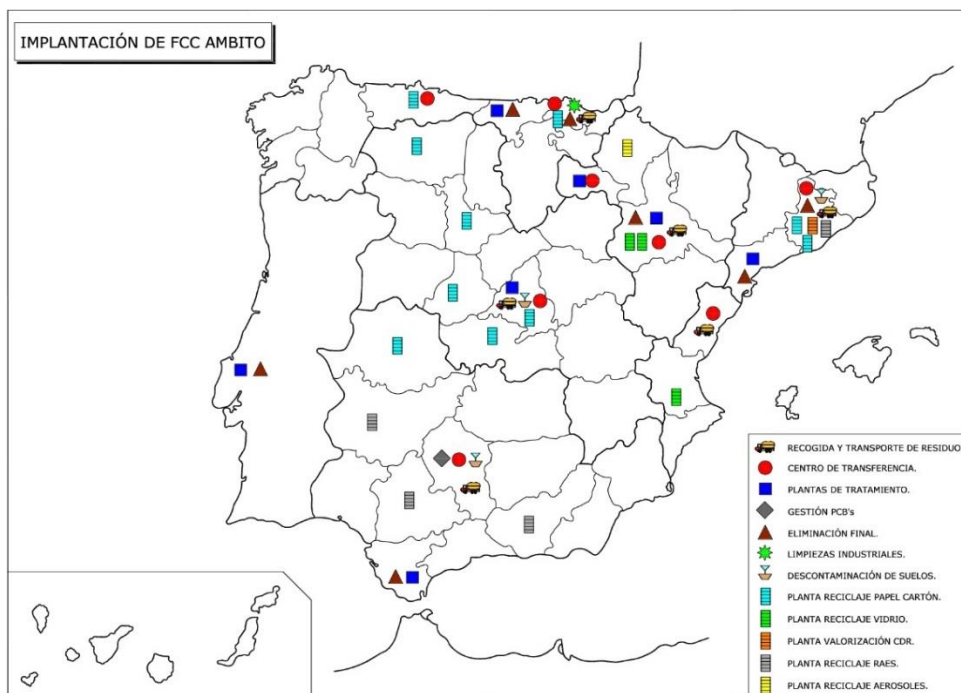 IMPLANTACIÓN DE FCC AMBITO
RECOGIDA Y TRANSPORTE DE RESIDUO
CENTRO DE TRANSFERENCIA.
PLANTAS DE TRATAMIENTO.
GESTIÓN PCB's
ELIMINACIÓN FINAL.
LIMPIEZAS INDUSTRIALES.
DESCONTAMINACIÓN DE SUELOS.
PLANTA RECICLAJE PAPEL CARTÓN.
PLANTA RECICLAJE VIDRIO.
PLANTA VALORIZACIÓN CDR.
PLANTA RECICLAJE RAES.
PLANTA RECICLAJE AEROSOLES.